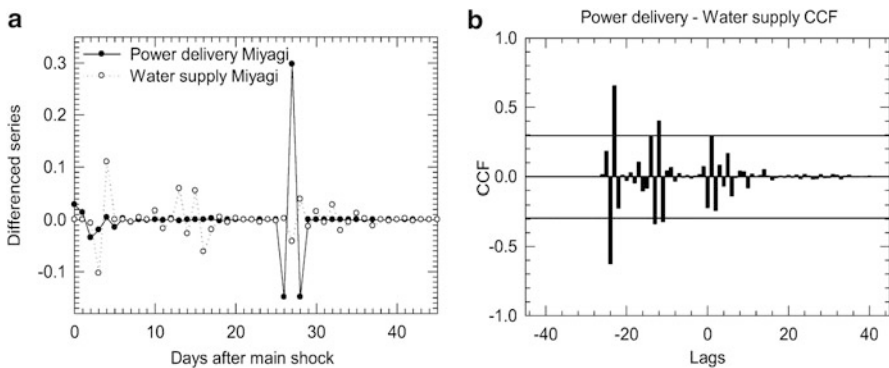 a
Power delivery Miyagi
Water supply Miyagi
0.3
0.2
0.1
0.0
-0.1
Differenced series
0
10
20
30
40
Days after main shock
b
Power delivery - Water supply CCF
1.0
0.5
0.0
-0.5
-1.0
CCF
-40
-20
0
20
40
Lags